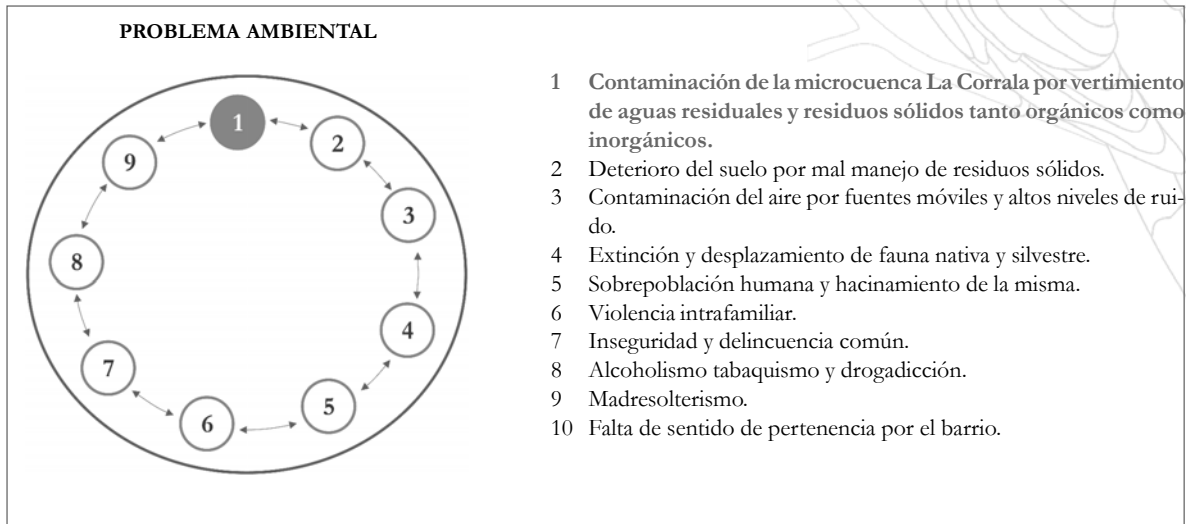 PROBLEMA AMBIENTAL
1
2
3
4
5
6
7
8
9
1 Contaminación de la microcuenca La Corrala por vertimiento
de aguas residuales y residuos sólidos tanto orgánicos como
inorgánicos.
2 Deterioro del suelo por mal manejo de residuos sólidos.
3 Contaminación del aire por fuentes móviles y altos niveles de rui-
do.
4 Extinción y desplazamiento de fauna nativa y silvestre.
5 Sobrepoblación humana y hacinamiento de la misma.
6 Violencia intrafamiliar.
7 Inseguridad y delincuencia común.
8 Alcoholismo tabaquismo y drogadicción.
9 Madresolterismo.
10 Falta de sentido de pertenencia por el barrio.